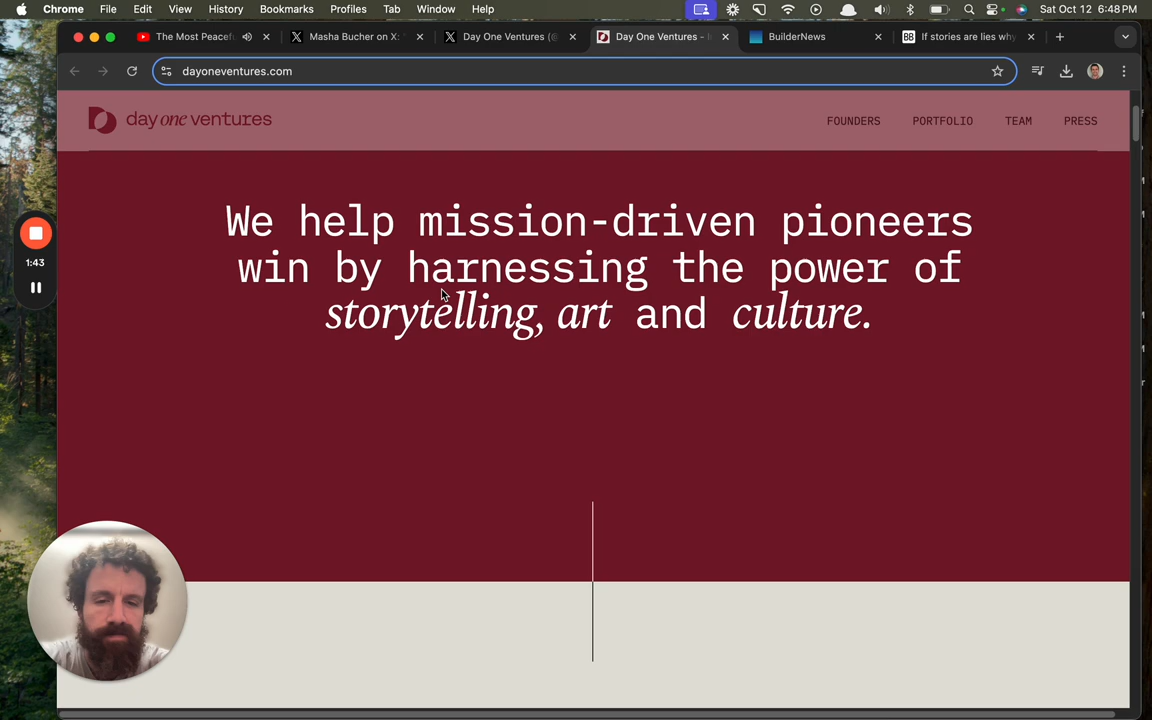 Chrome File Edit View History Bookmarks Profiles Tab Window Help Sat Oct 12 6:48 PM
The Most Peacefu
Masha Bucher on X: "
Day One Ventures (@
Day One Ventures - I
BuilderNews
BB If stories are lies why
dayoneventures.com
day one ventures
FOUNDERS PORTFOLIO TEAM PRESS
We help mission-driven pioneers
win by harnessing the power of
storytelling, art and culture.
1:43